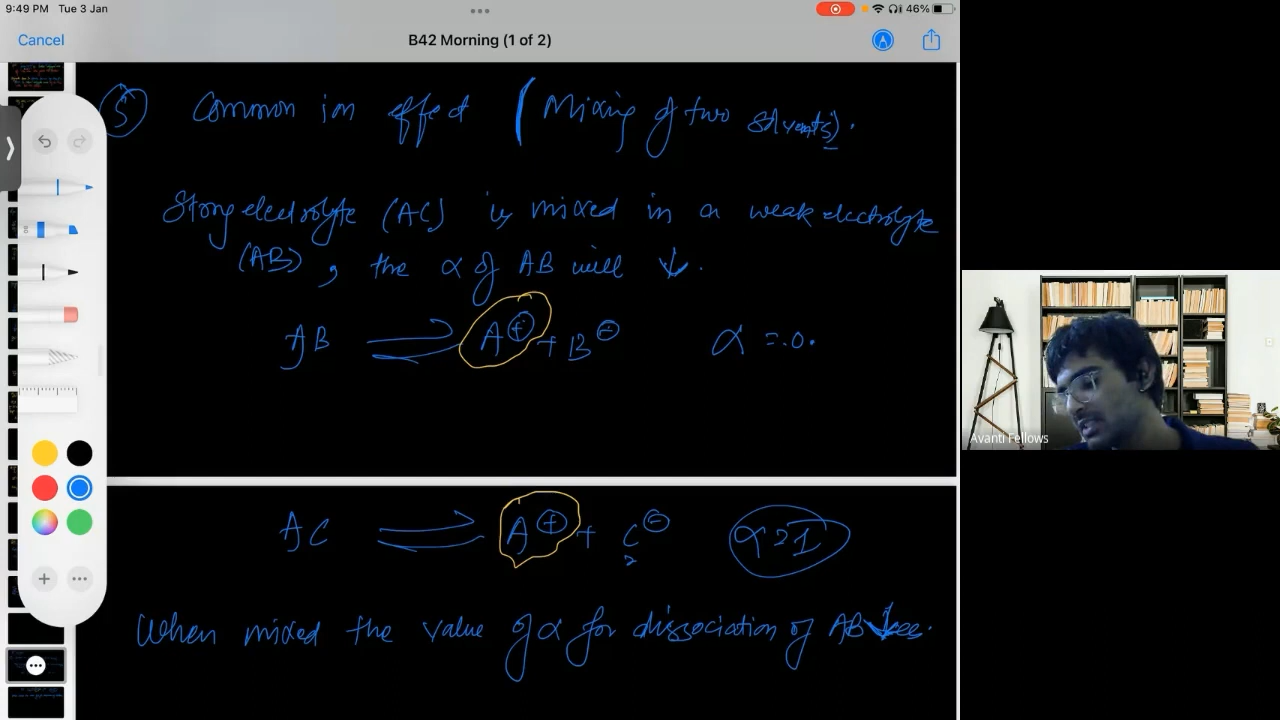 9:49 PM Tue 3 Jan
46%
Cancel
B42 Morning (1 of 2)
5 Common ion effect (Mixing of two solvents).
Strong electrolyte (AC) is mixed in a weak electrolyte
(AB), the α of AB will ↓.
AB ⇌ A⊕ + B⊖ α =.0.
AC ⇌ A⊕ + C⊖
When mixed the value of α for dissociation of AB
Avanti Fellows